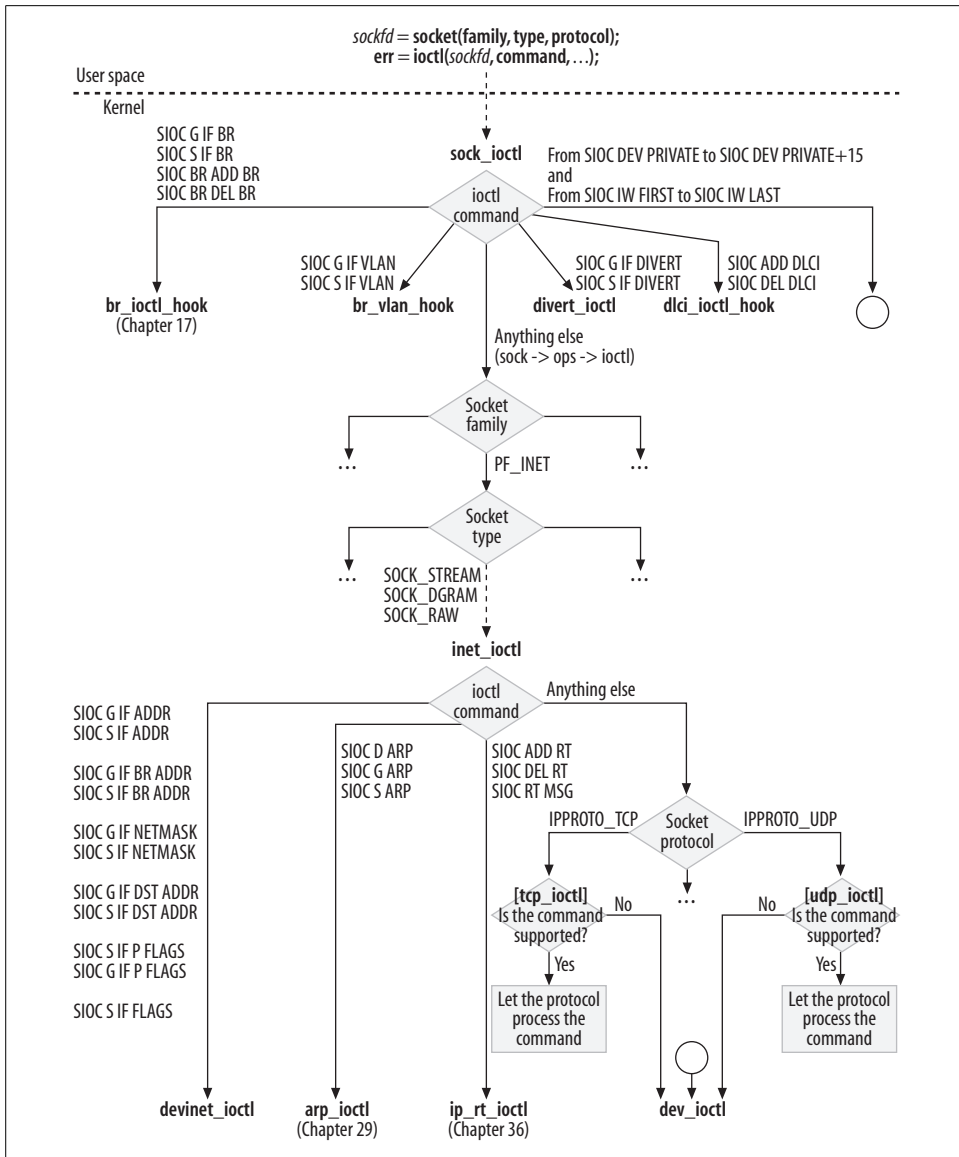 sockfd = socket(family, type, protocol);
err = ioctl(sockfd, command, ...);
User space
Kernel
SIOC G IF BR
SIOC S IF BR
SIOC BR ADD BR
SIOC BR DEL BR
sock_ioctl
From SIOC DEV PRIVATE to SIOC DEV PRIVATE+15
and
From SIOC IW FIRST to SIOC IW LAST
ioctl
command
SIOC G IF VLAN
SIOC S IF VLAN
SIOC G IF DIVERT
SIOC S IF DIVERT
SIOC ADD DLCI
SIOC DEL DLCI
br_ioctl_hook
(Chapter 17)
br_vlan_hook
divert_ioctl
dlci_ioctl_hook
Anything else
(sock -> ops -> ioctl)
Socket
family
...
...
PF_INET
Socket
type
...
...
SOCK_STREAM
SOCK_DGRAM
SOCK_RAW
inet_ioctl
ioctl
command
Anything else
SIOC G IF ADDR
SIOC S IF ADDR
SIOC G IF BR ADDR
SIOC S IF BR ADDR
SIOC G IF NETMASK
SIOC S IF NETMASK
SIOC G IF DST ADDR
SIOC S IF DST ADDR
SIOC S IF P FLAGS
SIOC G IF P FLAGS
SIOC S IF FLAGS
SIOC D ARP
SIOC G ARP
SIOC S ARP
SIOC ADD RT
SIOC DEL RT
SIOC RT MSG
IPPROTO_TCP
Socket
protocol
IPPROTO_UDP
...
[tcp_ioctl]
Is the command
supported?
No
Yes
Let the protocol
process the
command
[udp_ioctl]
Is the command
supported?
No
Yes
Let the protocol
process the
command
devinet_ioctl
arp_ioctl
(Chapter 29)
ip_rt_ioctl
(Chapter 36)
dev_ioctl